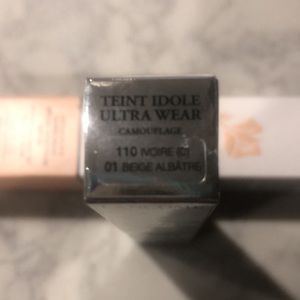 TEINT IDOLE
ULTRA WEAR
CAMOUFLAGE
110 IVOIRE (C)
01 BEIGE ALBÂTRE